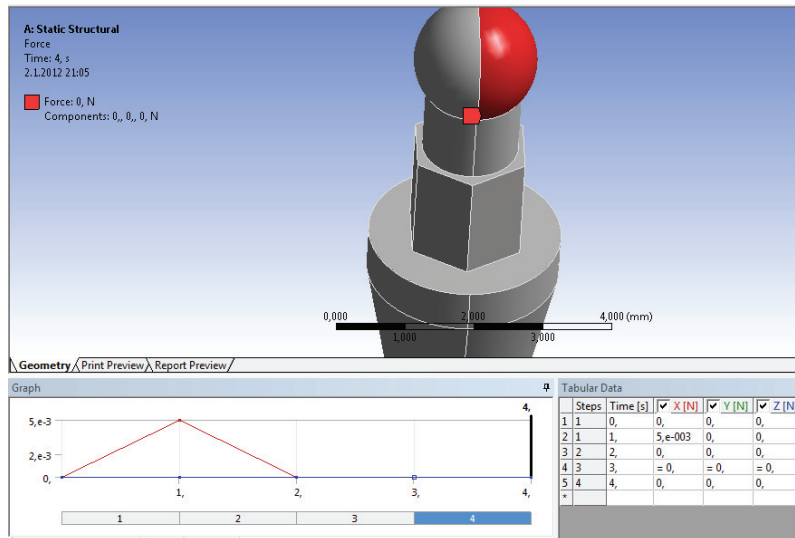 A: Static Structural
Force
Time: 4, s
2.1.2012 21:05
Force: 0, N
Components: 0,, 0,, 0, N
0,000 2,000 4,000 (mm)
1,000 3,000
Geometry Print Preview Report Preview
Graph
4,
5,e-3
2,e-3
0,
1, 2, 3, 4,
1 2 3 4
Tabular Data
Steps Time [s] X [N] Y [N] Z [N]
1 1 0, 0, 0, 0,
2 1 1, 5,e-003 0, 0,
3 2 2, 0, 0, 0,
4 3 3, = 0, = 0, = 0,
5 4 4, 0, 0, 0,
*